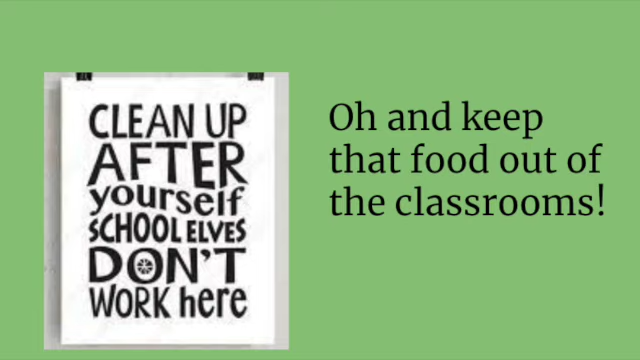 CLEAN UP
AFTER
yourself
SCHOOL ELVES
DON'T
WORK here
Oh and keep
that food out of
the classrooms!